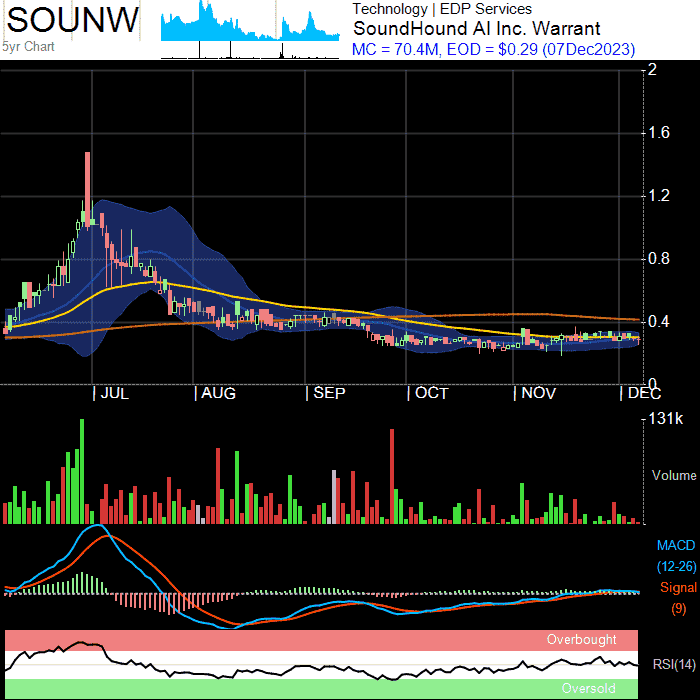 SOUNW
5yr Chart
Technology | EDP Services
SoundHound AI Inc. Warrant
MC = 70.4M, EOD = $0.29 (07Dec2023)
2
1.6
1.2
0.8
0.4
0
| JUL | AUG | SEP | OCT | NOV | DEC
131k
Volume
MACD
(12-26)
Signal
(9)
Overbought
RSI(14)
Oversold